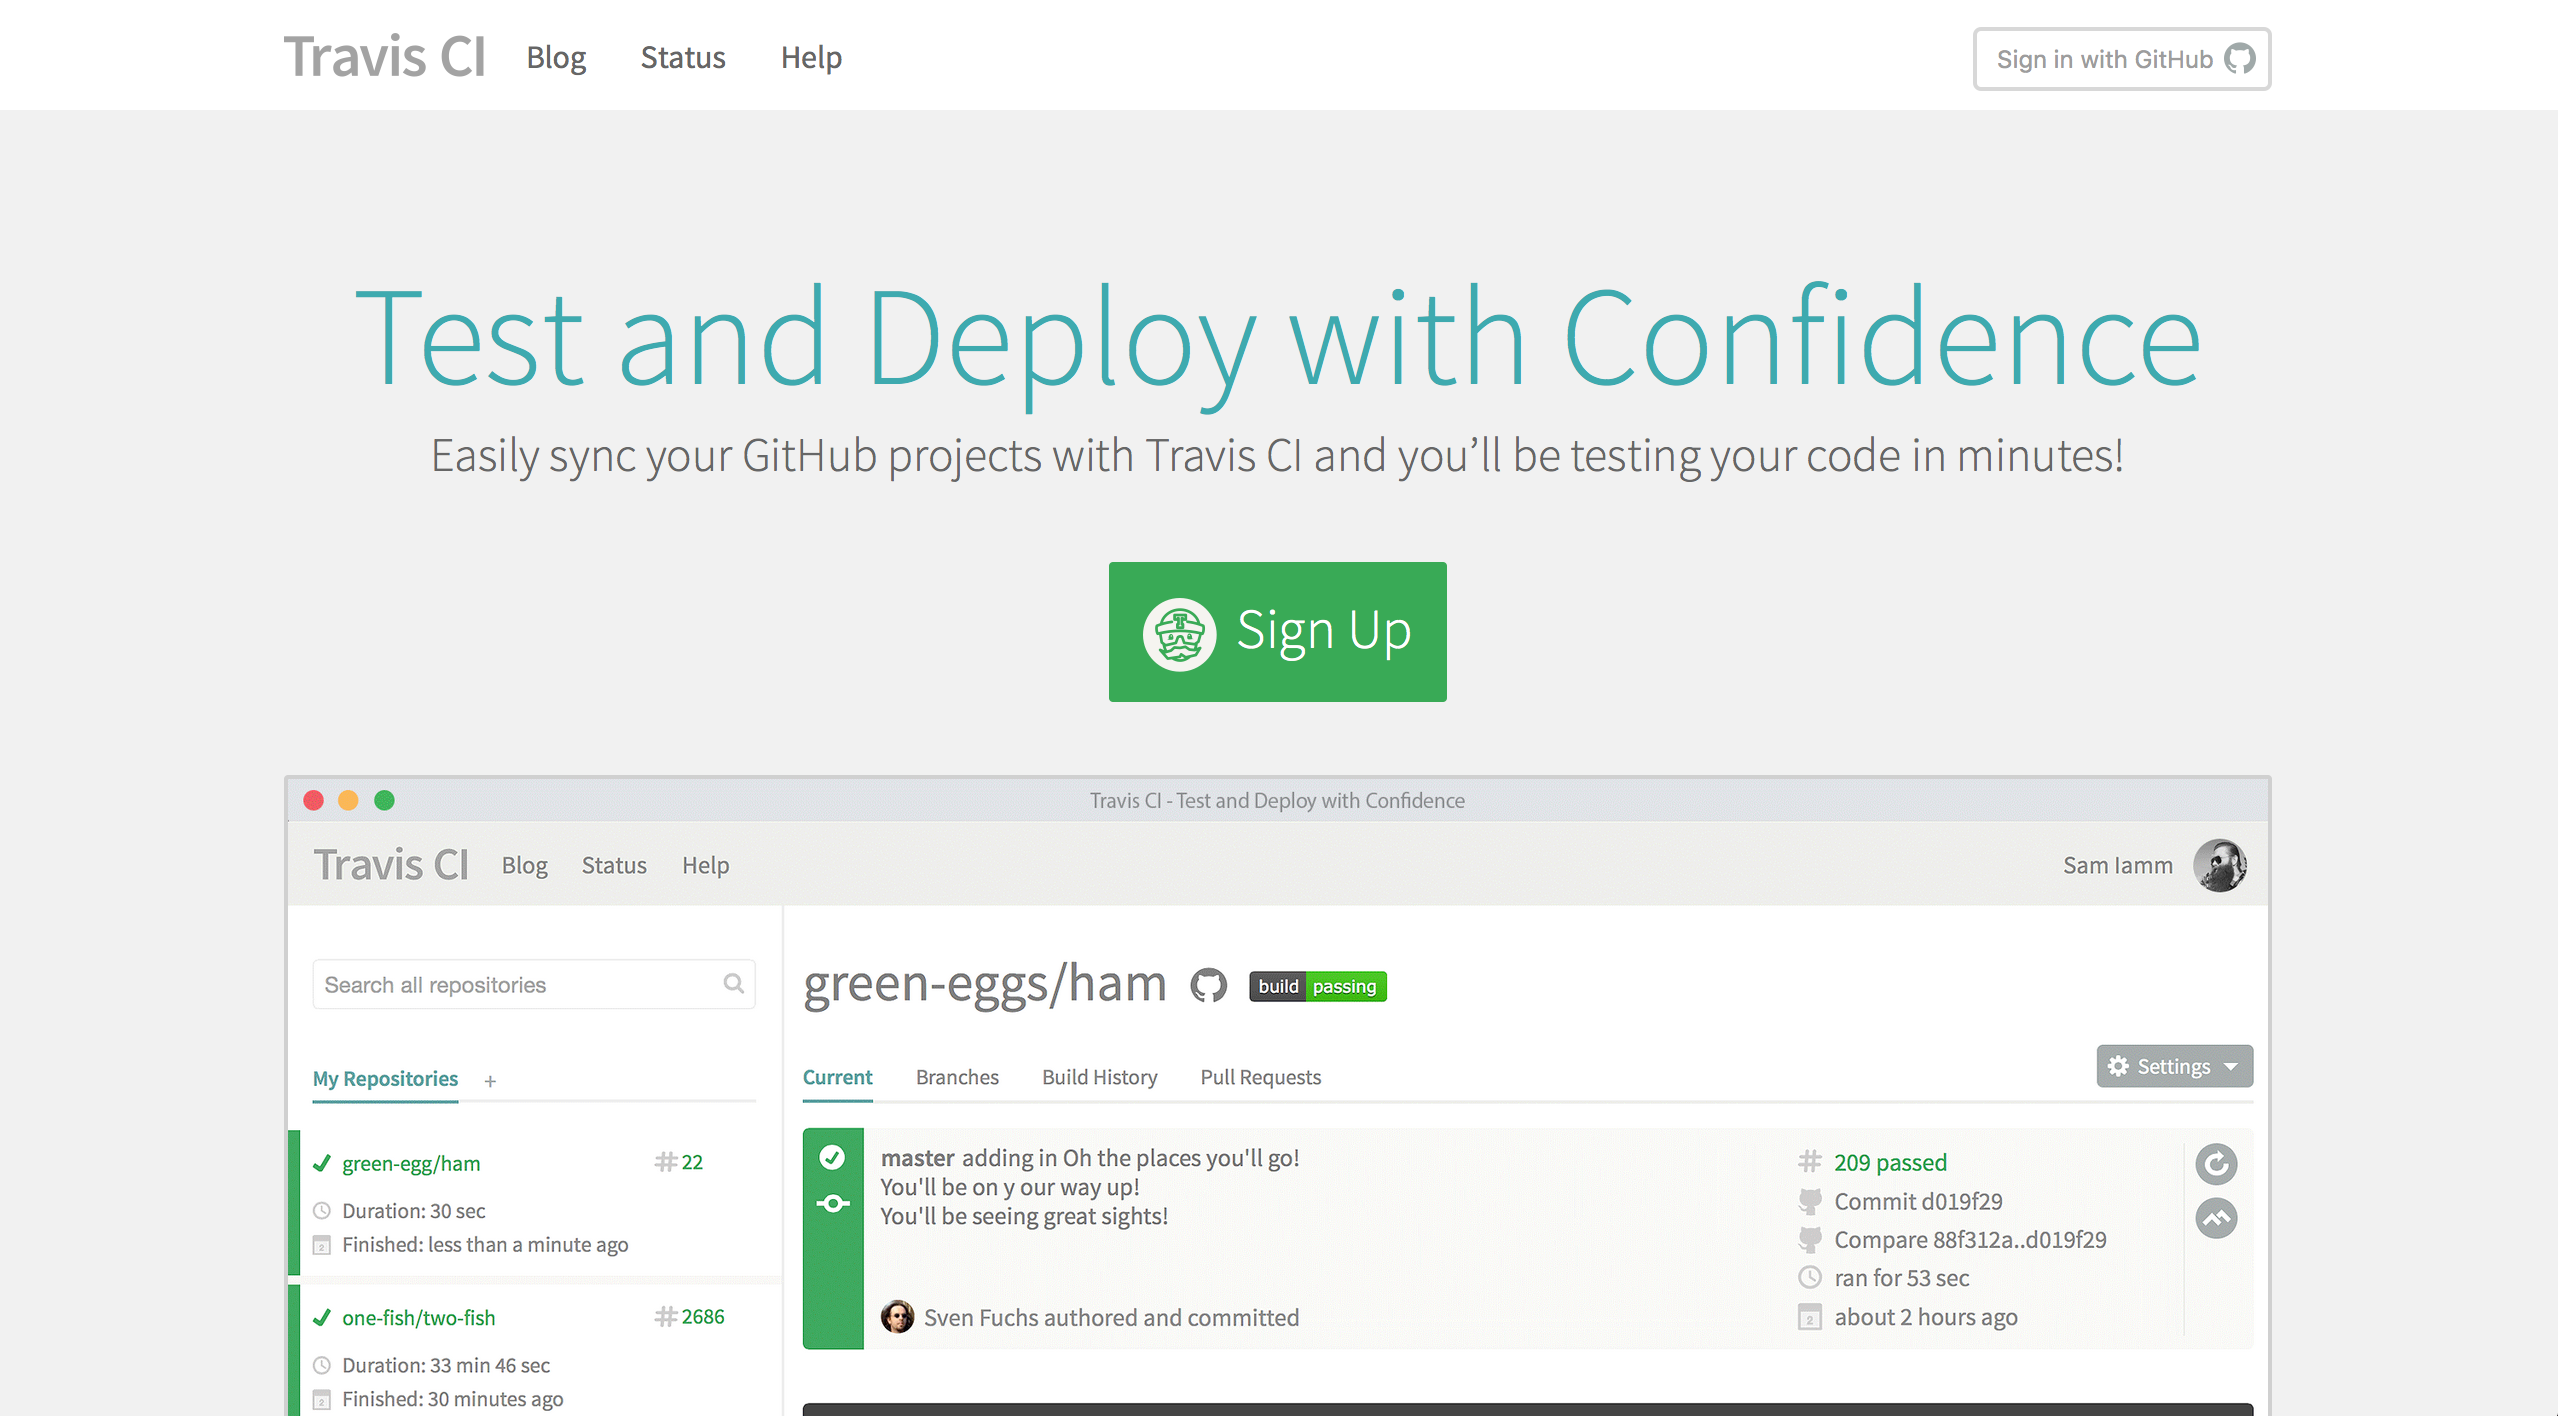 Travis CI Blog Status Help Sign in with GitHub
Test and Deploy with Confidence
Easily sync your GitHub projects with Travis CI and you’ll be testing your code in minutes!
Sign Up
Travis CI - Test and Deploy with Confidence
Travis CI Blog Status Help Sam Iamm
Search all repositories
My Repositories +
green-egg/ham # 22
Duration: 30 sec
Finished: less than a minute ago
one-fish/two-fish # 2686
Duration: 33 min 46 sec
Finished: 30 minutes ago
green-eggs/ham build passing
Current Branches Build History Pull Requests Settings
master adding in Oh the places you'll go!
You'll be on y our way up!
You'll be seeing great sights!
Sven Fuchs authored and committed
# 209 passed
Commit d019f29
Compare 88f312a..d019f29
ran for 53 sec
about 2 hours ago